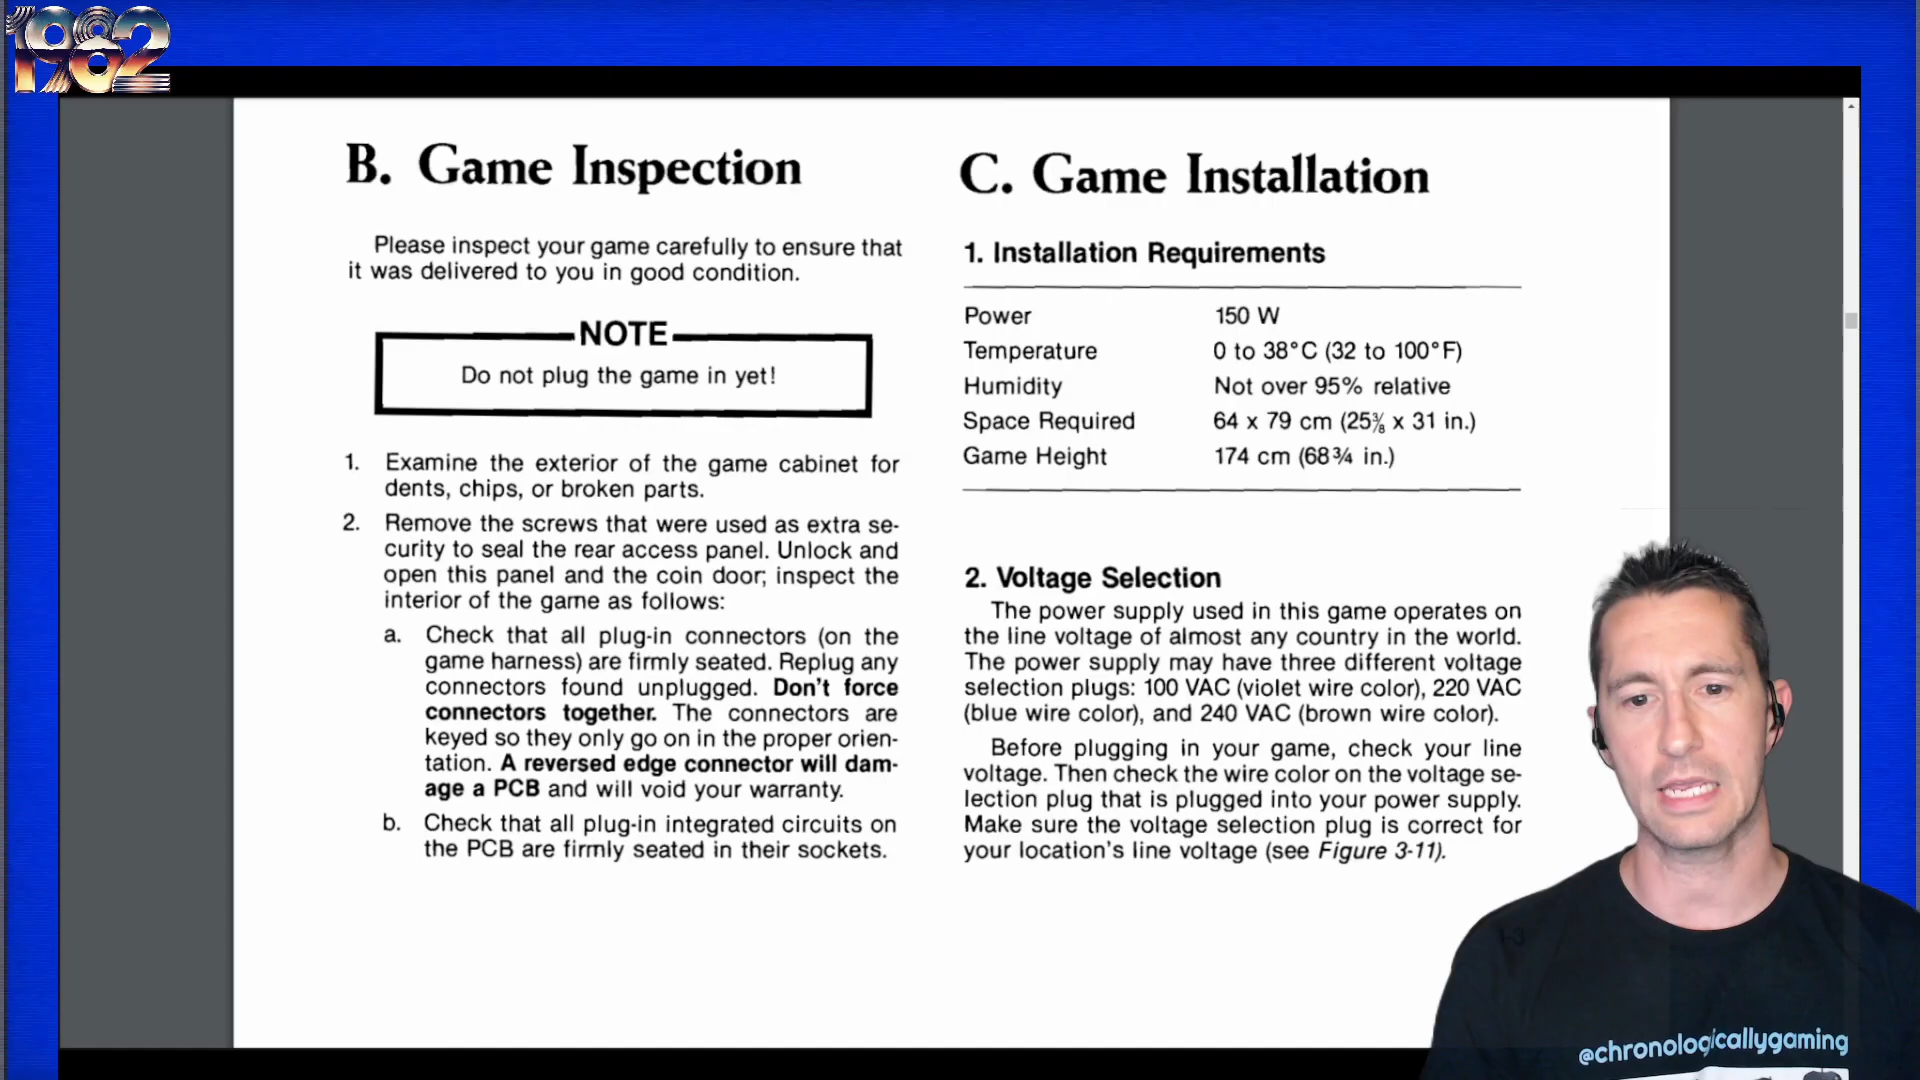 1982
B. Game Inspection
Please inspect your game carefully to ensure that
it was delivered to you in good condition.
NOTE
Do not plug the game in yet!
1. Examine the exterior of the game cabinet for
dents, chips, or broken parts.
2. Remove the screws that were used as extra se-
curity to seal the rear access panel. Unlock and
open this panel and the coin door; inspect the
interior of the game as follows:
a. Check that all plug-in connectors (on the
game harness) are firmly seated. Replug any
connectors found unplugged. Don't force
connectors together. The connectors are
keyed so they only go on in the proper orien-
tation. A reversed edge connector will dam-
age a PCB and will void your warranty.
b. Check that all plug-in integrated circuits on
the PCB are firmly seated in their sockets.
C. Game Installation
1. Installation Requirements
Power 150 W
Temperature 0 to 38°C (32 to 100°F)
Humidity Not over 95% relative
Space Required 64 x 79 cm (25⅜ x 31 in.)
Game Height 174 cm (68¾ in.)
2. Voltage Selection
The power supply used in this game operates on
the line voltage of almost any country in the world.
The power supply may have three different voltage
selection plugs: 100 VAC (violet wire color), 220 VAC
(blue wire color), and 240 VAC (brown wire color).
Before plugging in your game, check your line
voltage. Then check the wire color on the voltage se-
lection plug that is plugged into your power supply.
Make sure the voltage selection plug is correct for
your location's line voltage (see Figure 3-11).
@chronologicallygaming